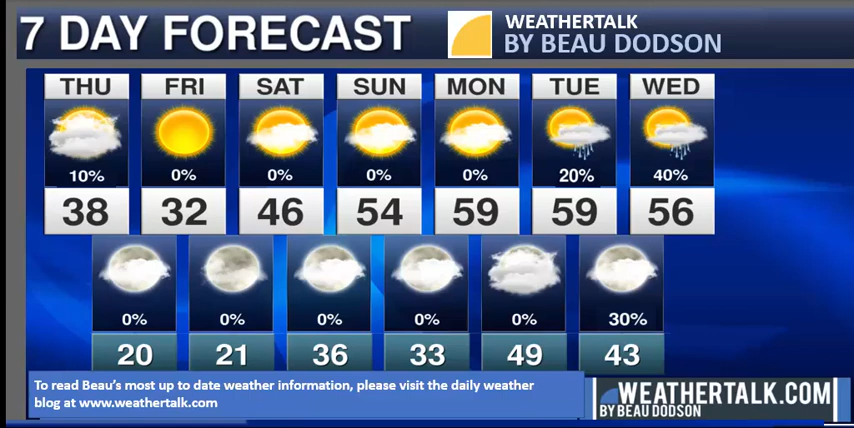 7 DAY FORECAST
WEATHERTALK
BY BEAU DODSON
THU FRI SAT SUN MON TUE WED
10% 0% 0% 0% 0% 20% 40%
38 32 46 54 59 59 56
0% 0% 0% 0% 0% 30%
20 21 36 33 49 43
To read Beau's most up to date weather information, please visit the daily weather
blog at www.weathertalk.com
WEATHERTALK.COM
BY BEAU DODSON